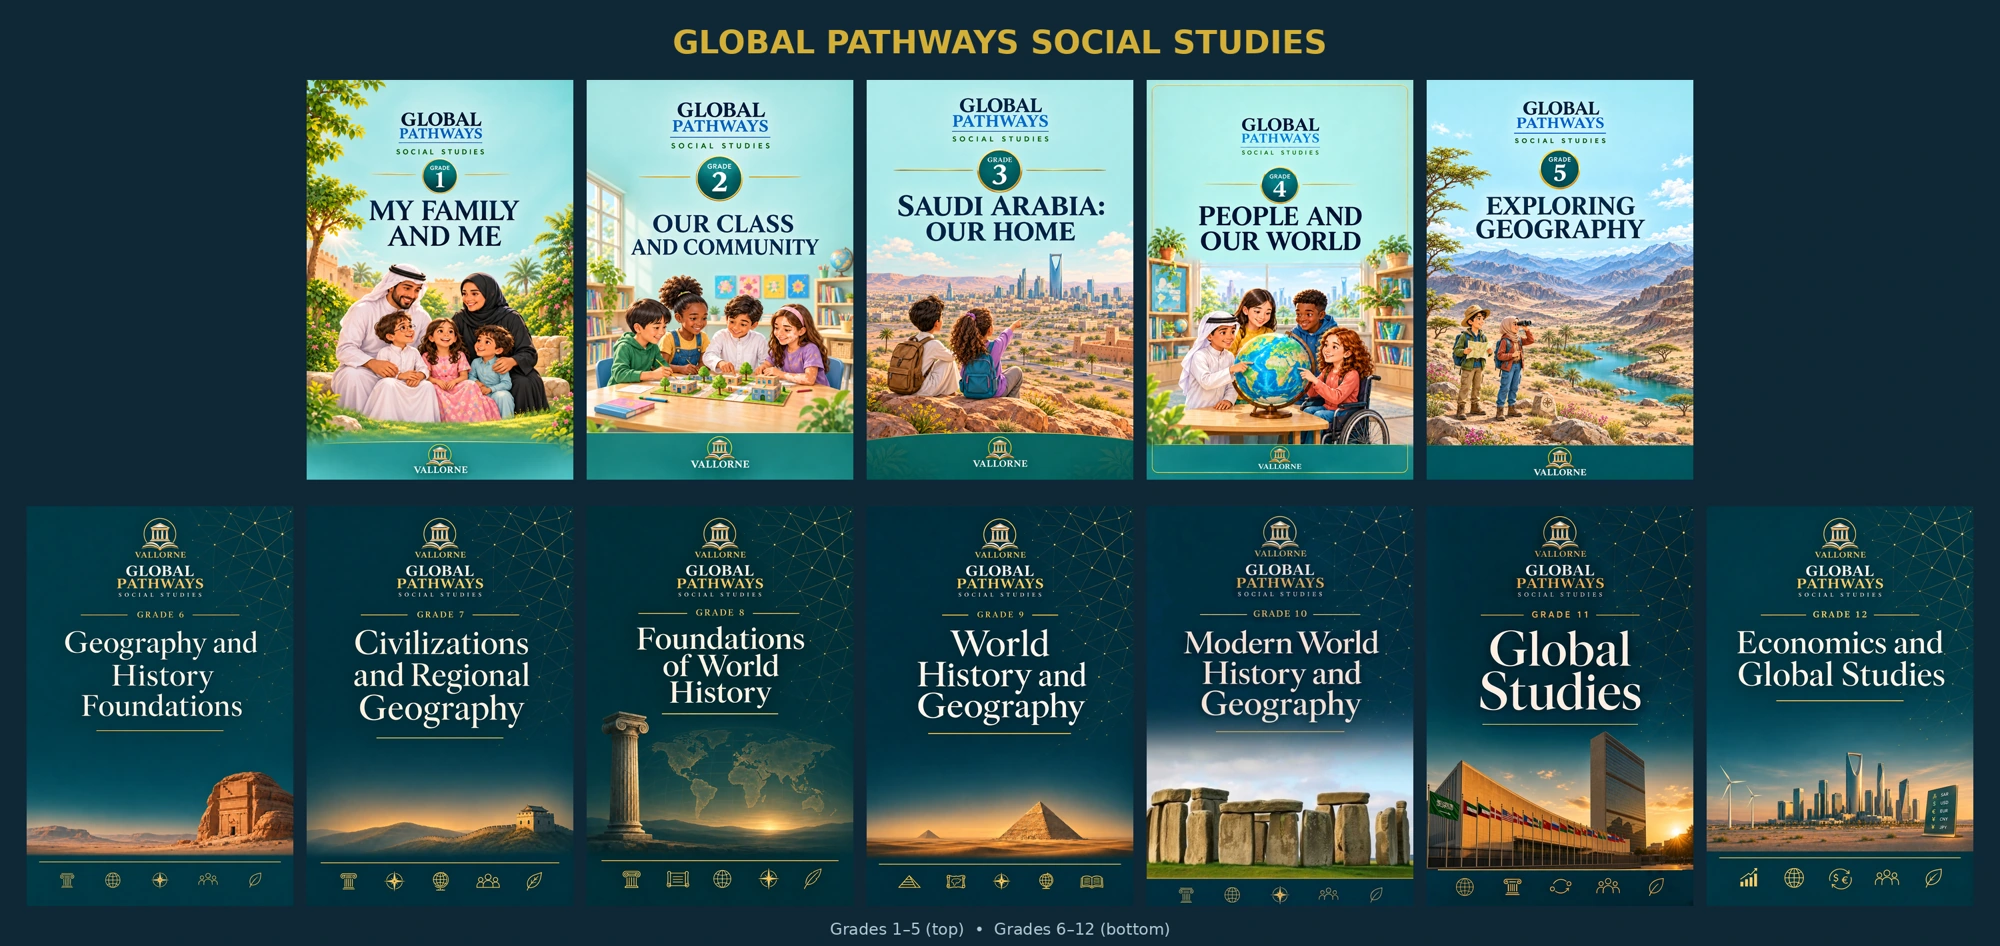 GLOBAL PATHWAYS SOCIAL STUDIES
GLOBAL
PATHWAYS
SOCIAL STUDIES
GRADE
1
MY FAMILY
AND ME
VALLORNE
GLOBAL
PATHWAYS
SOCIAL STUDIES
GRADE
2
OUR CLASS
AND COMMUNITY
VALLORNE
GLOBAL
PATHWAYS
SOCIAL STUDIES
GRADE
3
SAUDI ARABIA:
OUR HOME
VALLORNE
GLOBAL
PATHWAYS
SOCIAL STUDIES
GRADE
4
PEOPLE AND
OUR WORLD
VALLORNE
GLOBAL
PATHWAYS
SOCIAL STUDIES
GRADE
5
EXPLORING
GEOGRAPHY
VALLORNE
VALLORNE
GLOBAL
PATHWAYS
SOCIAL STUDIES
GRADE 6
Geography and
History
Foundations
VALLORNE
GLOBAL
PATHWAYS
SOCIAL STUDIES
GRADE 7
Civilizations
and Regional
Geography
VALLORNE
GLOBAL
PATHWAYS
SOCIAL STUDIES
GRADE 8
Foundations
of World
History
VALLORNE
GLOBAL
PATHWAYS
SOCIAL STUDIES
GRADE 9
World
History and
Geography
VALLORNE
GLOBAL
PATHWAYS
SOCIAL STUDIES
GRADE 10
Modern World
History and
Geography
VALLORNE
GLOBAL
PATHWAYS
SOCIAL STUDIES
GRADE 11
Global
Studies
VALLORNE
GLOBAL
PATHWAYS
SOCIAL STUDIES
GRADE 12
Economics and
Global Studies
SAR
$ USD
€ EUR
¥ CNY
¥ JPY
$ €
Grades 1–5 (top) • Grades 6–12 (bottom)